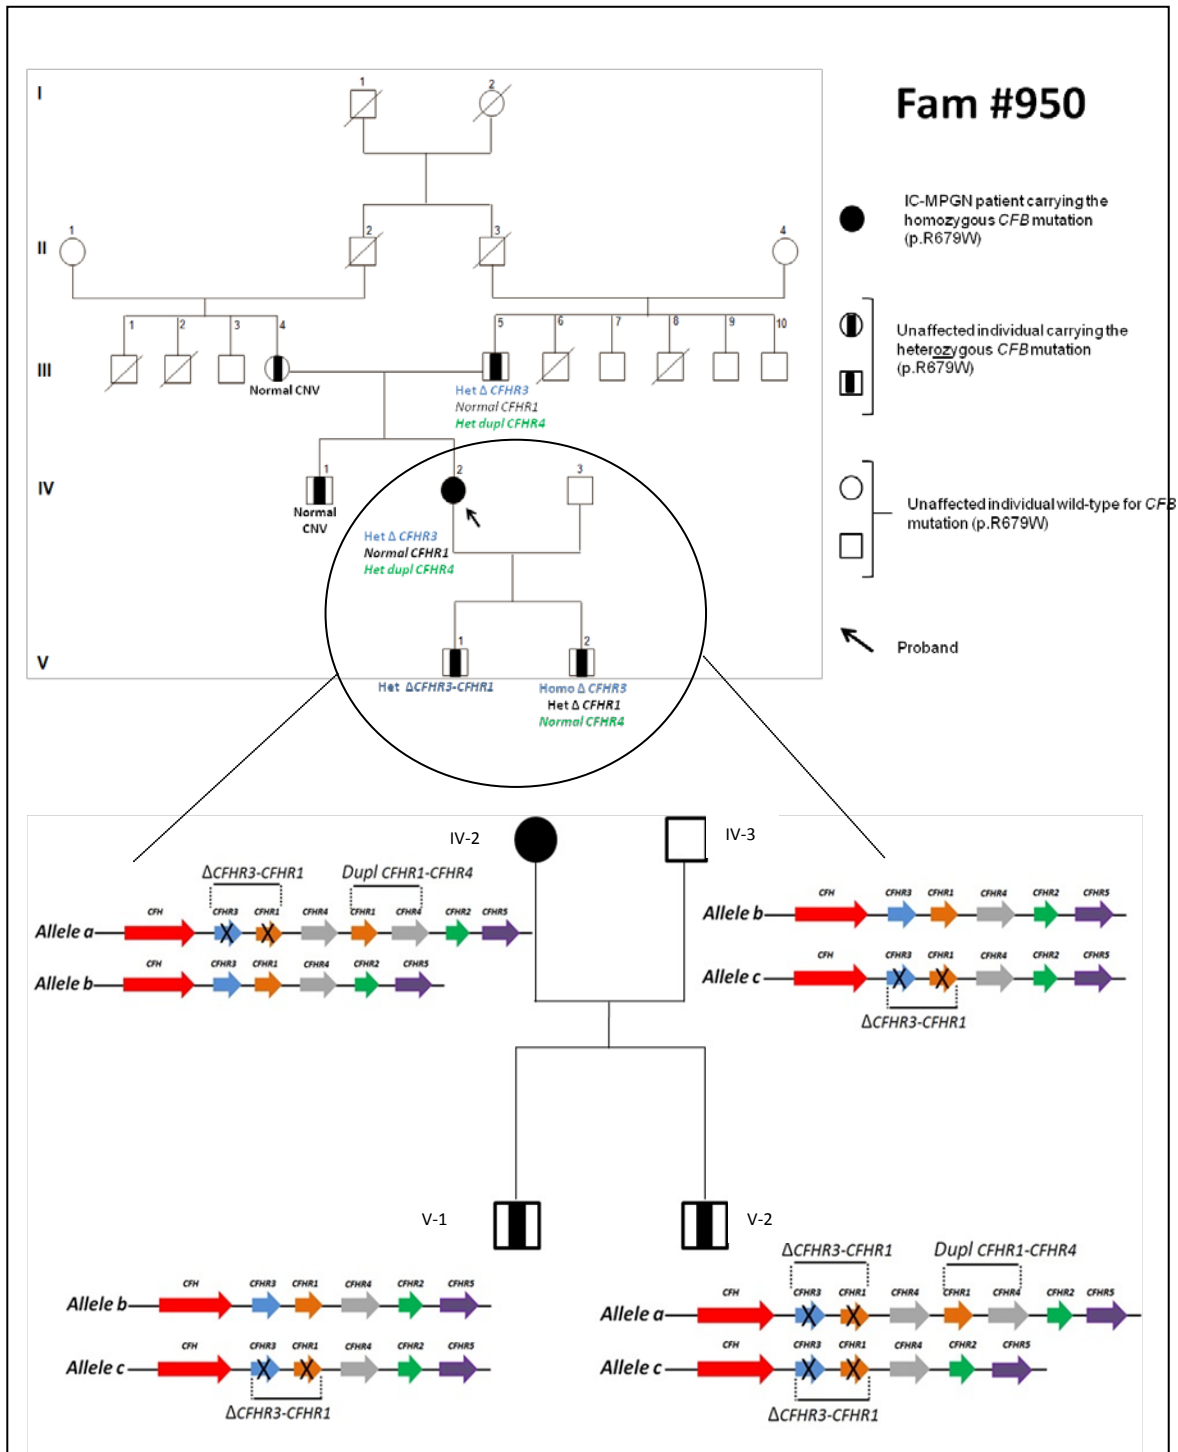 Fam #950
I
1
2
II
1
2
3
4
III
1
2
3
4
5
6
7
8
9
10
Normal CNV
Het Δ CFHR3
Normal CFHR1
Het dupl CFHR4
IV
1
2
3
Normal
CNV
Het Δ CFHR3
Normal CFHR1
Het dupl CFHR4
V
1
2
Het ΔCFHR3-CFHR1
Homo Δ CFHR3
Het Δ CFHR1
Normal CFHR4
IC-MPGN patient carrying the
homozygous CFB mutation
(p.R679W)
Unaffected individual carrying the
heterozygous CFB mutation
(p.R679W)
Unaffected individual wild-type for CFB
mutation (p.R679W)
Proband
IV-2
IV-3
ΔCFHR3-CFHR1
Dupl CFHR1-CFHR4
CFH CFHR3 CFHR1 CFHR4 CFHR1 CFHR4 CFHR2 CFHR5
Allele a
CFH CFHR3 CFHR1 CFHR4 CFHR2 CFHR5
Allele b
CFH CFHR3 CFHR1 CFHR4 CFHR2 CFHR5
Allele b
CFH CFHR3 CFHR1 CFHR4 CFHR2 CFHR5
Allele c
ΔCFHR3-CFHR1
V-1
V-2
CFH CFHR3 CFHR1 CFHR4 CFHR2 CFHR5
Allele b
CFH CFHR3 CFHR1 CFHR4 CFHR2 CFHR5
Allele c
ΔCFHR3-CFHR1
ΔCFHR3-CFHR1
Dupl CFHR1-CFHR4
CFH CFHR3 CFHR1 CFHR4 CFHR1 CFHR4 CFHR2 CFHR5
Allele a
CFH CFHR3 CFHR1 CFHR4 CFHR2 CFHR5
Allele c
ΔCFHR3-CFHR1